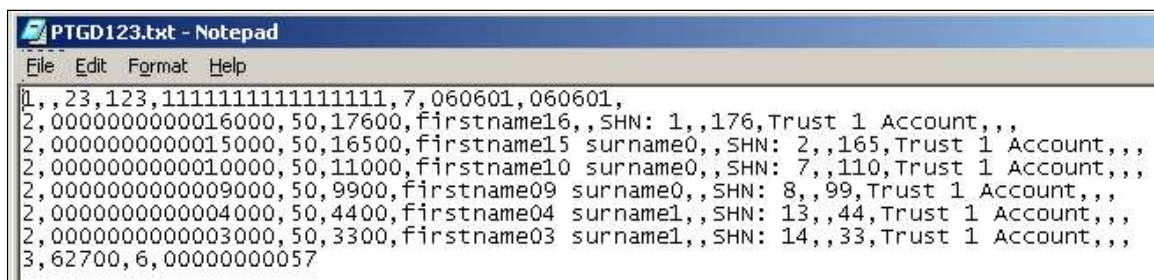 PTGD123.txt - Notepad
File Edit Format Help
1,,23,123,1111111111111111,7,060601,060601,
2,0000000000016000,50,17600,firstname16,,SHN: 1,,176,Trust 1 Account,,,
2,0000000000015000,50,16500,firstname15 surname0,,SHN: 2,,165,Trust 1 Account,,,
2,0000000000010000,50,11000,firstname10 surname0,,SHN: 7,,110,Trust 1 Account,,,
2,0000000000009000,50,9900,firstname09 surname0,,SHN: 8,,99,Trust 1 Account,,,
2,0000000000004000,50,4400,firstname04 surname1,,SHN: 13,,44,Trust 1 Account,,,
2,0000000000003000,50,3300,firstname03 surname1,,SHN: 14,,33,Trust 1 Account,,,
3,62700,6,00000000057